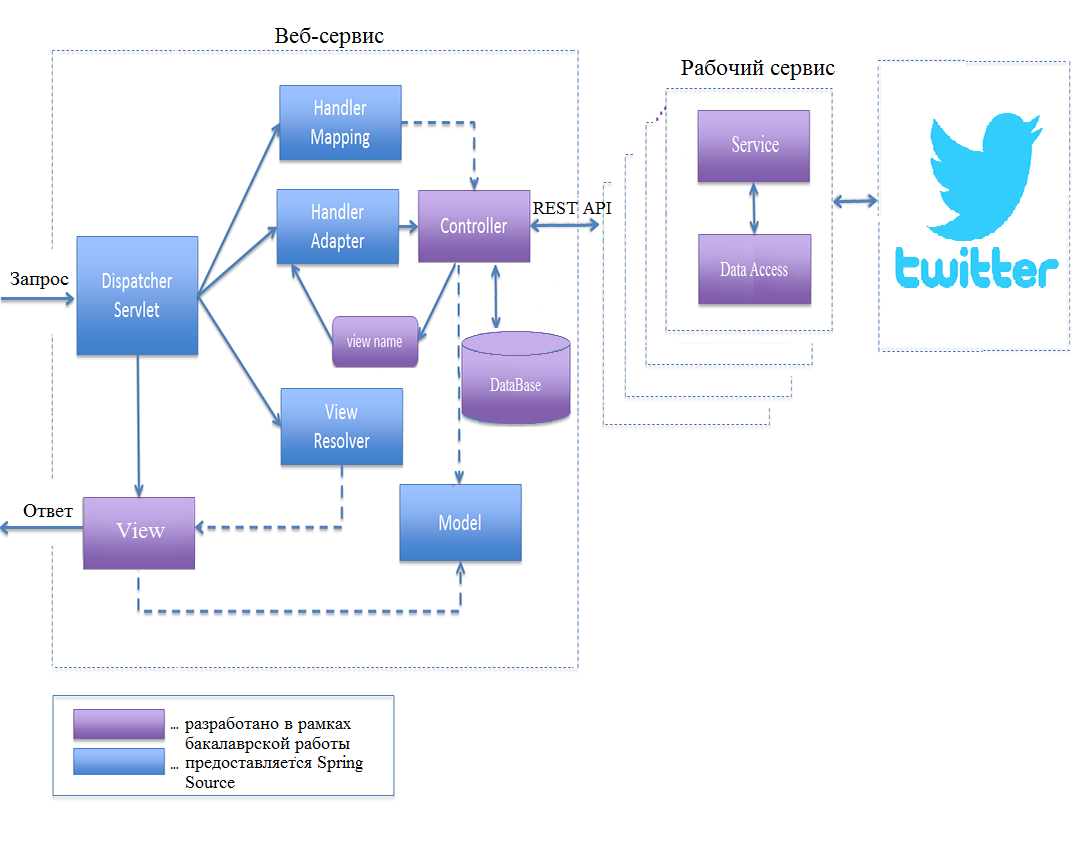 Веб-сервис
Рабочий сервис
Handler
Mapping
Service
Handler
Adapter
Controller
REST API
Запрос
Dispatcher
Servlet
Data Access
twitter
view name
DataBase
View
Resolver
Ответ
View
Model
... разработано в рамках
бакалаврской работы
... предоставляется Spring
Source